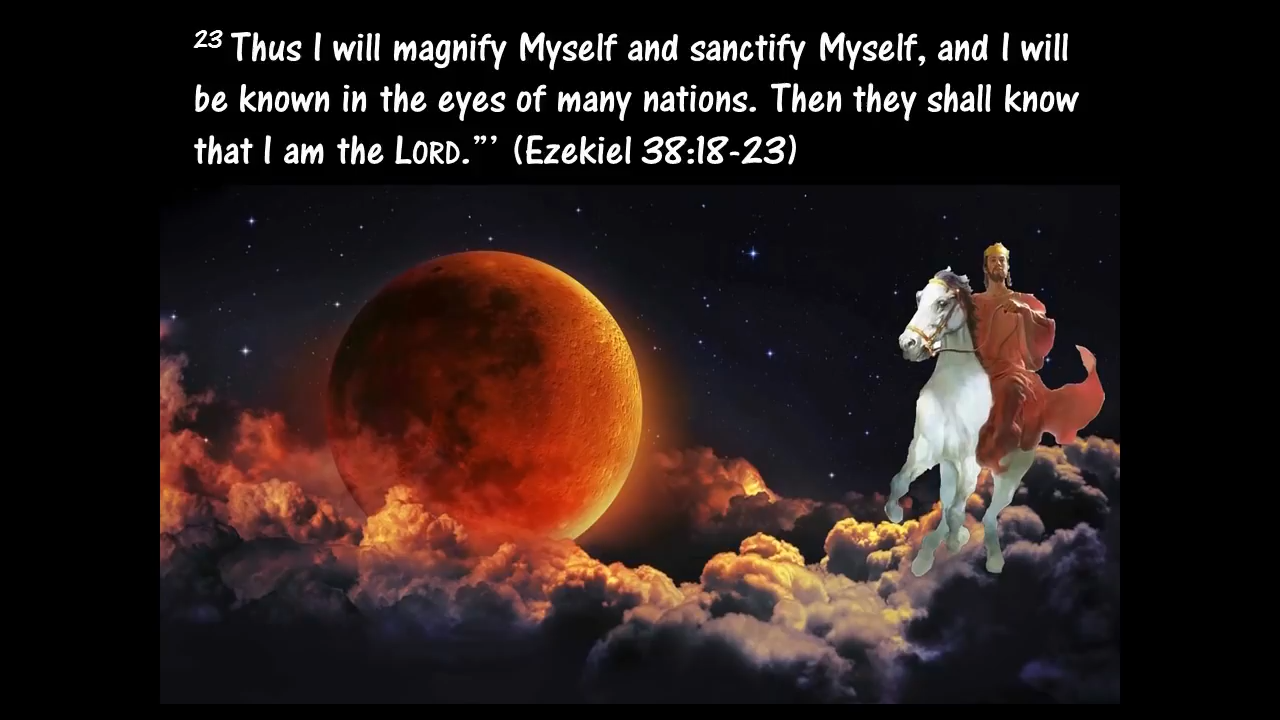 23 Thus I will magnify Myself and sanctify Myself, and I will
be known in the eyes of many nations. Then they shall know
that I am the LORD.”’ (Ezekiel 38:18-23)